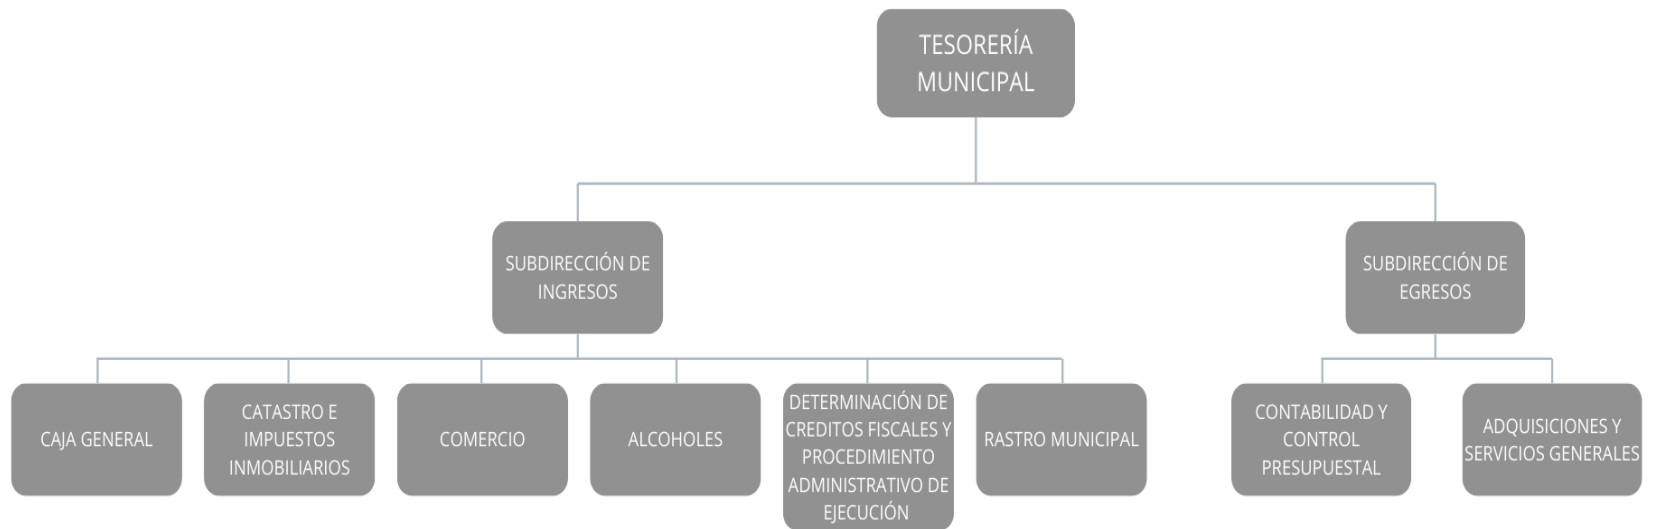 TESORERÍA
MUNICIPAL
SUBDIRECCIÓN DE
INGRESOS
SUBDIRECCIÓN DE
EGRESOS
CAJA GENERAL
CATASTRO E
IMPUESTOS
INMOBILIARIOS
COMERCIO
ALCOHOLES
DETERMINACIÓN DE
CREDITOS FISCALES Y
PROCEDIMIENTO
ADMINISTRATIVO DE
EJECUCIÓN
RASTRO MUNICIPAL
CONTABILIDAD Y
CONTROL
PRESUPUESTAL
ADQUISICIONES Y
SERVICIOS GENERALES